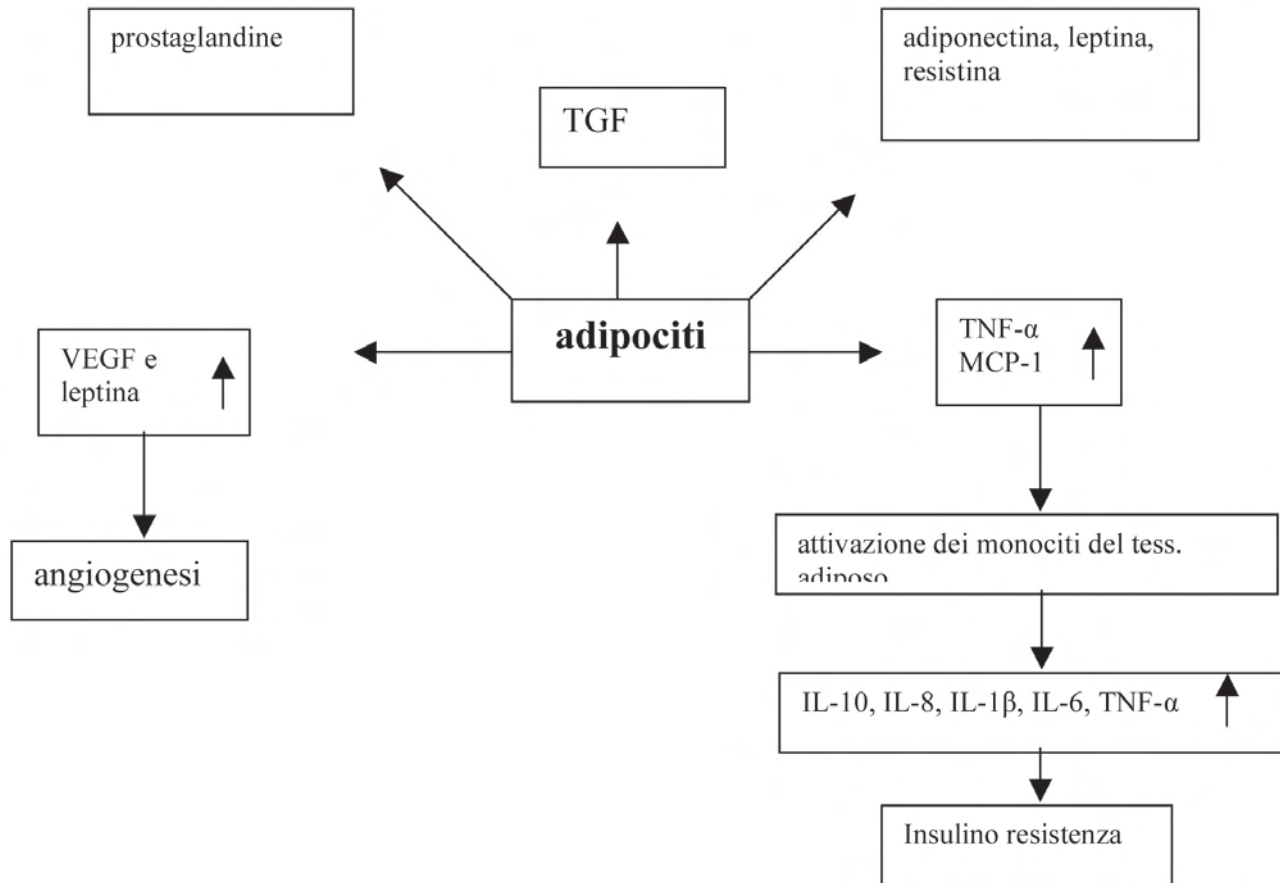 prostaglandine
adiponectina, leptina,
resistina
TGF
adipociti
VEGF e
leptina
TNF-α
MCP-1
angiogenesi
attivazione dei monociti del tess.
adiposo
IL-10, IL-8, IL-1β, IL-6, TNF-α
Insulino resistenza